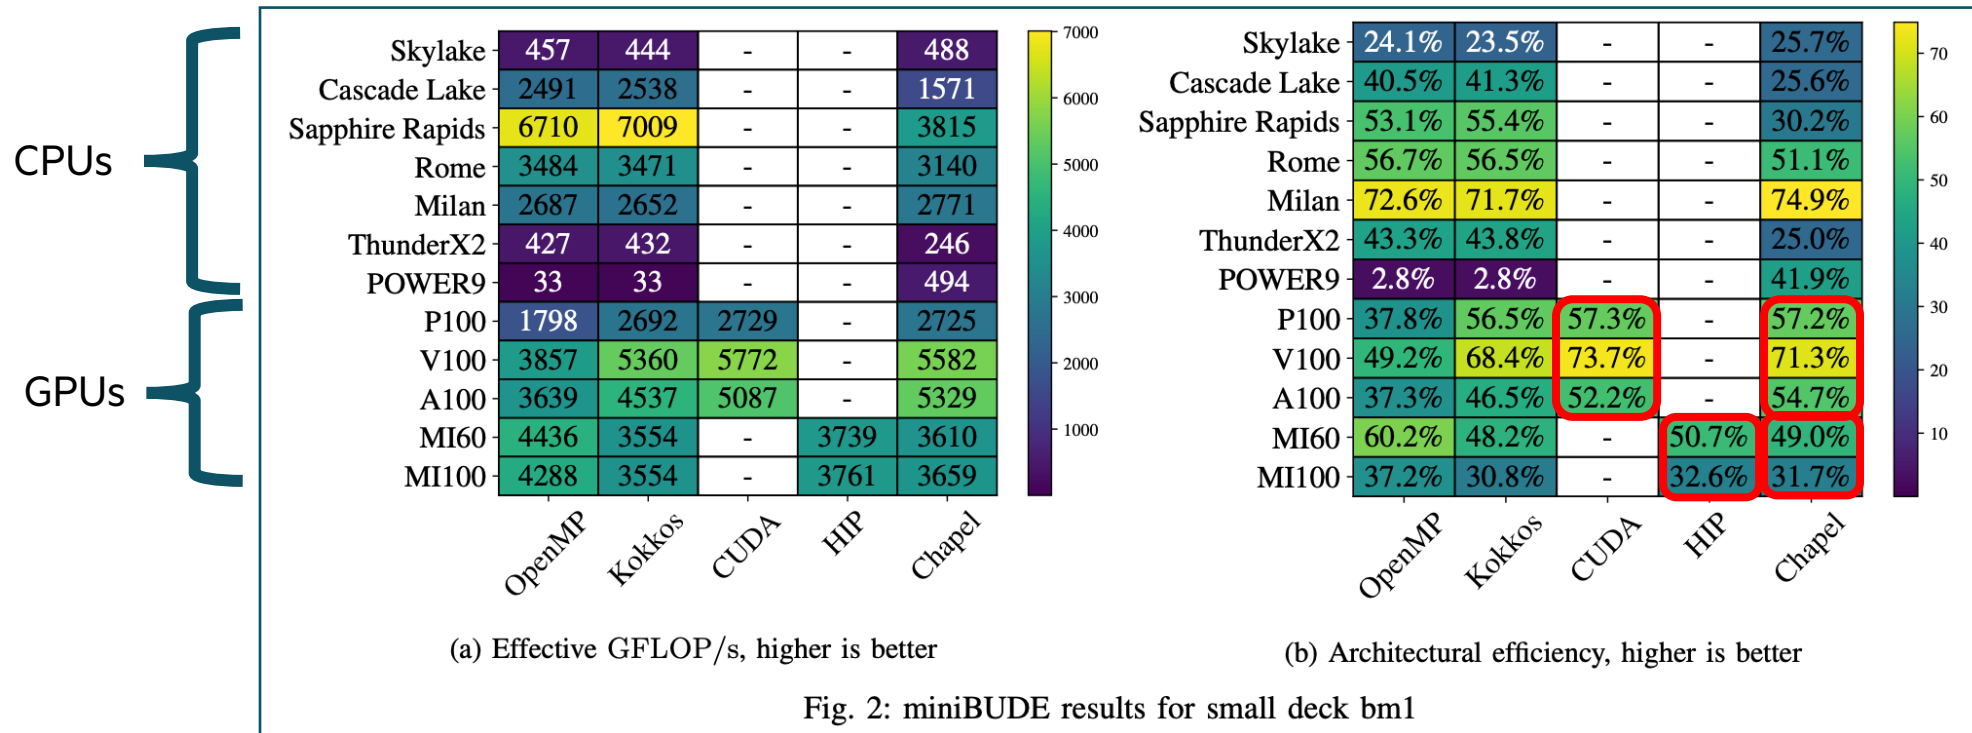 CPUs
GPUs
Skylake 457 444 - - 488
Cascade Lake 2491 2538 - - 1571
Sapphire Rapids 6710 7009 - - 3815
Rome 3484 3471 - - 3140
Milan 2687 2652 - - 2771
ThunderX2 427 432 - - 246
POWER9 33 33 - - 494
P100 1798 2692 2729 - 2725
V100 3857 5360 5772 - 5582
A100 3639 4537 5087 - 5329
MI60 4436 3554 - 3739 3610
MI100 4288 3554 - 3761 3659
OpenMP Kokkos CUDA HIP Chapel
7000
6000
5000
4000
3000
2000
1000
(a) Effective GFLOP/s, higher is better
Skylake 24.1% 23.5% - - 25.7%
Cascade Lake 40.5% 41.3% - - 25.6%
Sapphire Rapids 53.1% 55.4% - - 30.2%
Rome 56.7% 56.5% - - 51.1%
Milan 72.6% 71.7% - - 74.9%
ThunderX2 43.3% 43.8% - - 25.0%
POWER9 2.8% 2.8% - - 41.9%
P100 37.8% 56.5% 57.3% - 57.2%
V100 49.2% 68.4% 73.7% - 71.3%
A100 37.3% 46.5% 52.2% - 54.7%
MI60 60.2% 48.2% - 50.7% 49.0%
MI100 37.2% 30.8% - 32.6% 31.7%
OpenMP Kokkos CUDA HIP Chapel
70
60
50
40
30
20
10
(b) Architectural efficiency, higher is better
Fig. 2: miniBUDE results for small deck bm1